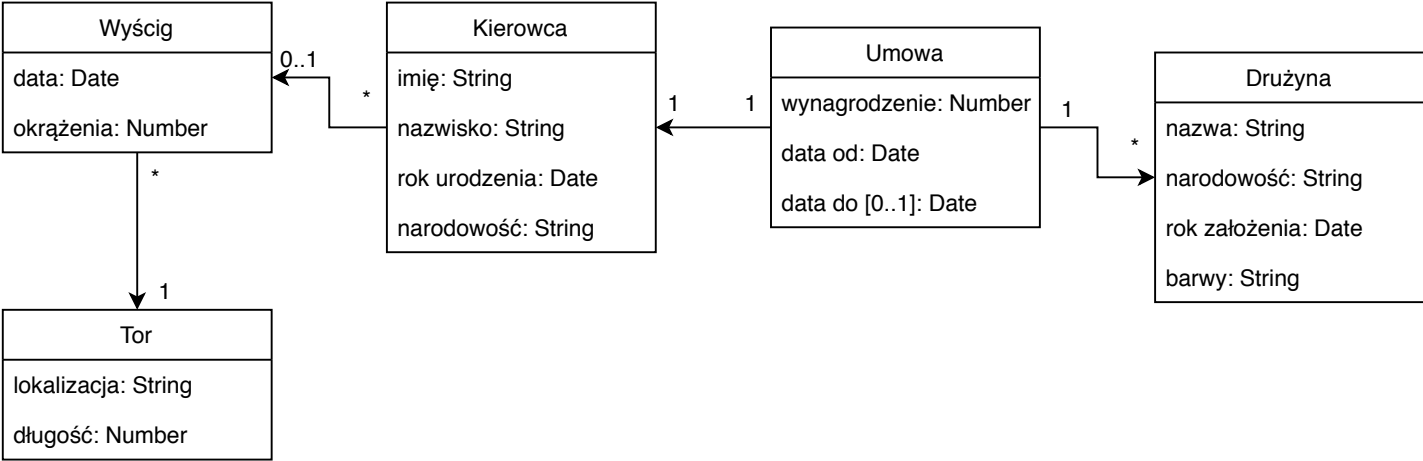 Wyścig
data: Date
okrążenia: Number
0..1
*
Kierowca
imię: String
nazwisko: String
rok urodzenia: Date
narodowość: String
1
1
Umowa
wynagrodzenie: Number
data od: Date
data do [0..1]: Date
1
*
Drużyna
nazwa: String
narodowość: String
rok założenia: Date
barwy: String
*
1
Tor
lokalizacja: String
długość: Number